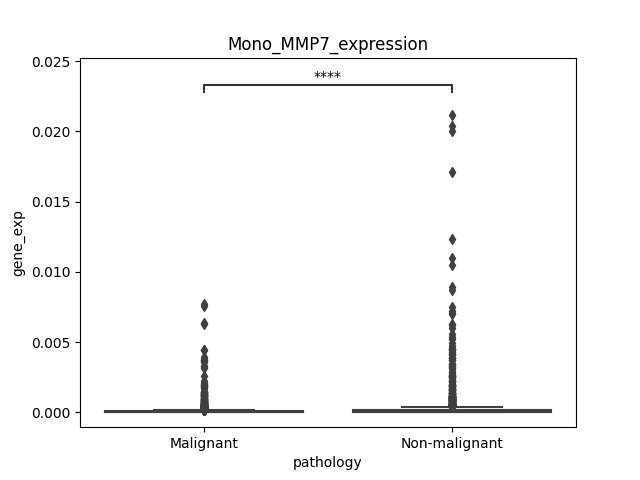 Mono_MMP7_expression
****
0.025
0.020
0.015
0.010
0.005
0.000
gene_exp
Malignant
Non-malignant
pathology